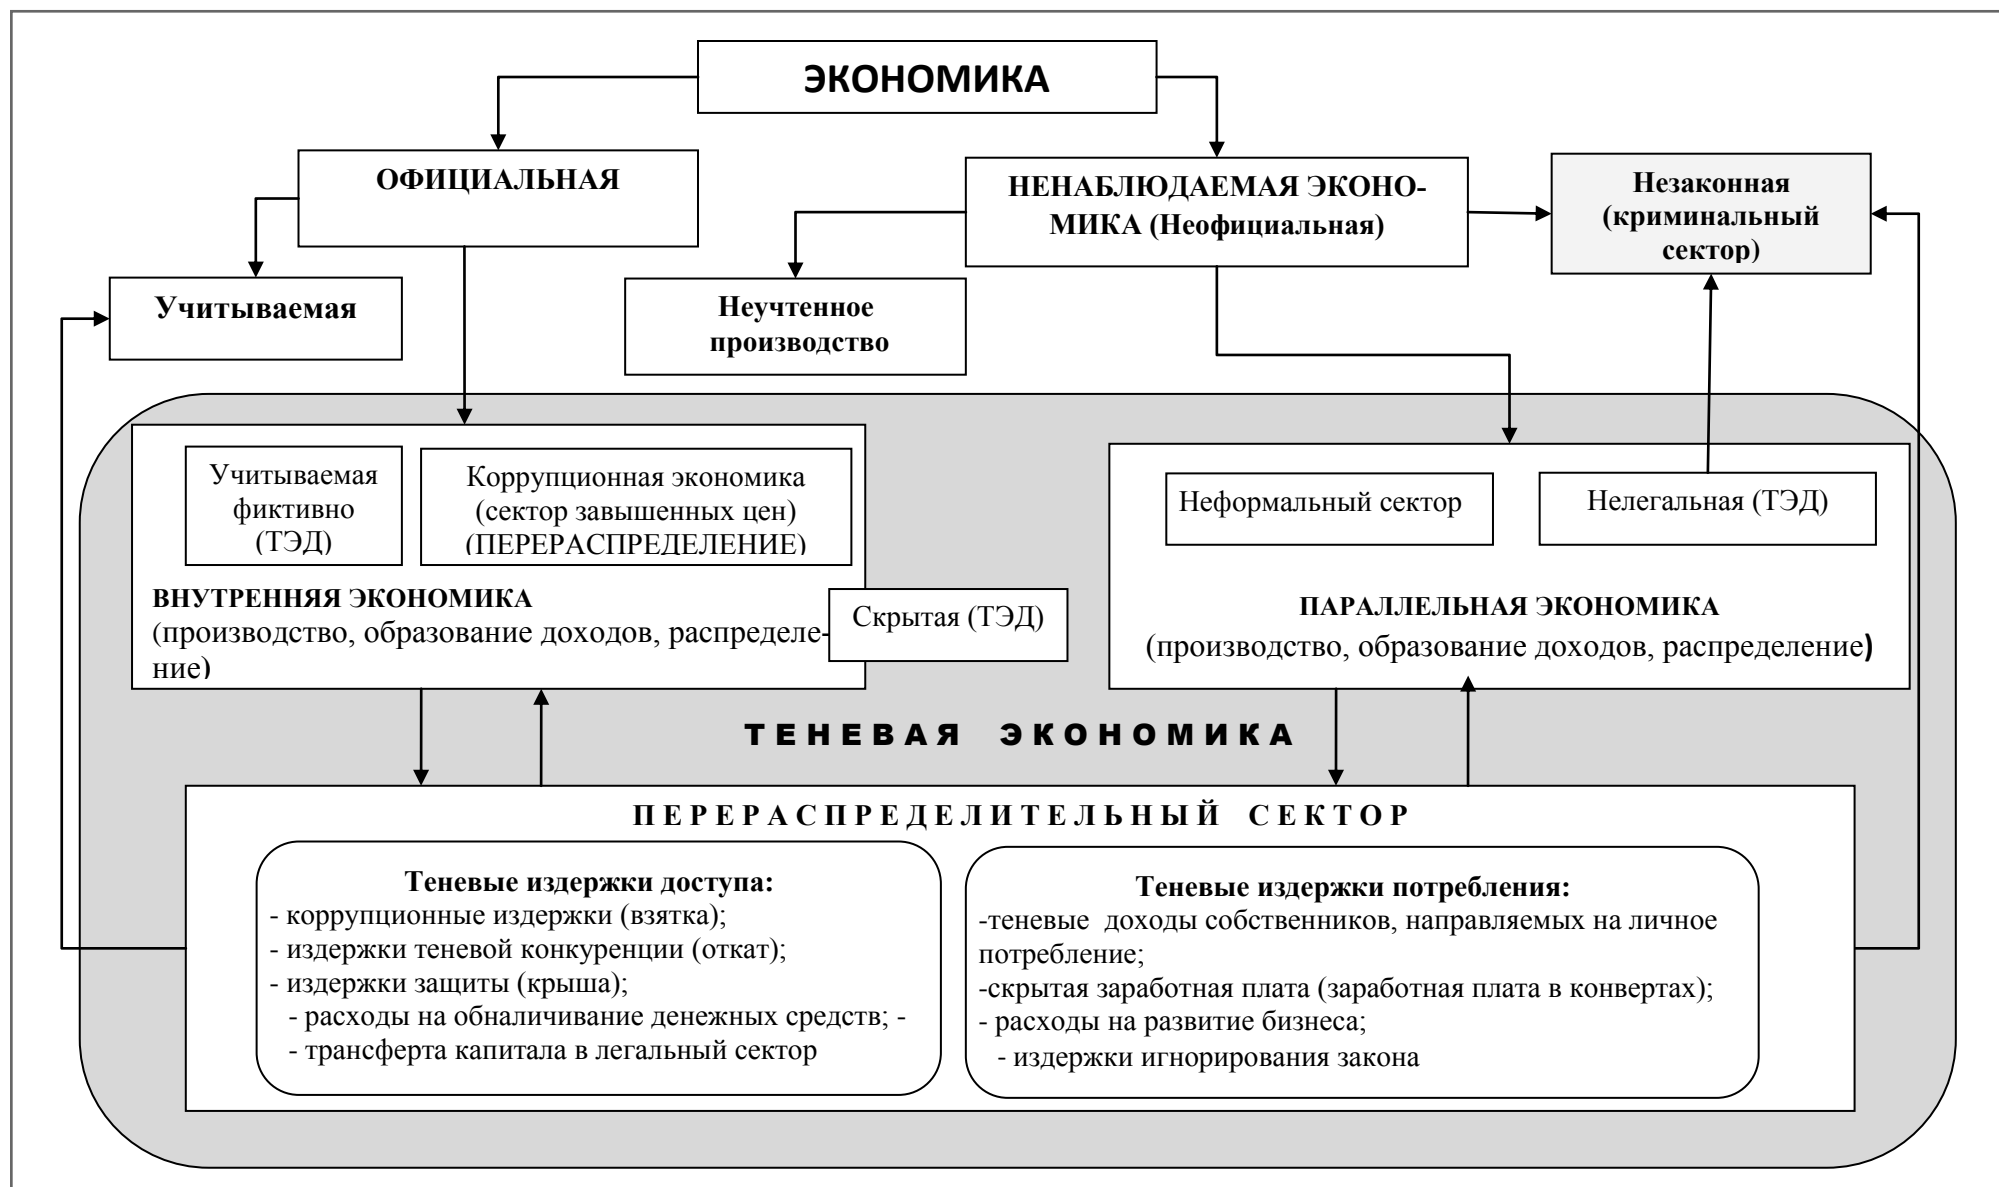 ЭКОНОМИКА
ОФИЦИАЛЬНАЯ
НЕНАБЛЮДАЕМАЯ ЭКОНО-
МИКА (Неофициальная)
Незаконная
(криминальный
сектор)
Учитываемая
Неучтенное
производство
Учитываемая
фиктивно
(ТЭД)
Коррупционная экономика
(сектор завышенных цен)
(ПЕРЕРАСПРЕДЕЛЕНИЕ)
ВНУТРЕННЯЯ ЭКОНОМИКА
(производство, образование доходов, распределе-
ние)
Скрытая (ТЭД)
Неформальный сектор
Нелегальная (ТЭД)
ПАРАЛЛЕЛЬНАЯ ЭКОНОМИКА
(производство, образование доходов, распределение)
ТЕНЕВАЯ ЭКОНОМИКА
ПЕРЕРАСПРЕДЕЛИТЕЛЬНЫЙ СЕКТОР
Теневые издержки доступа:
- коррупционные издержки (взятка);
- издержки теневой конкуренции (откат);
- издержки защиты (крыша);
- расходы на обналичивание денежных средств; -
- трансферта капитала в легальный сектор
Теневые издержки потребления:
-теневые доходы собственников, направляемых на личное
потребление;
-скрытая заработная плата (заработная плата в конвертах);
- расходы на развитие бизнеса;
- издержки игнорирования закона